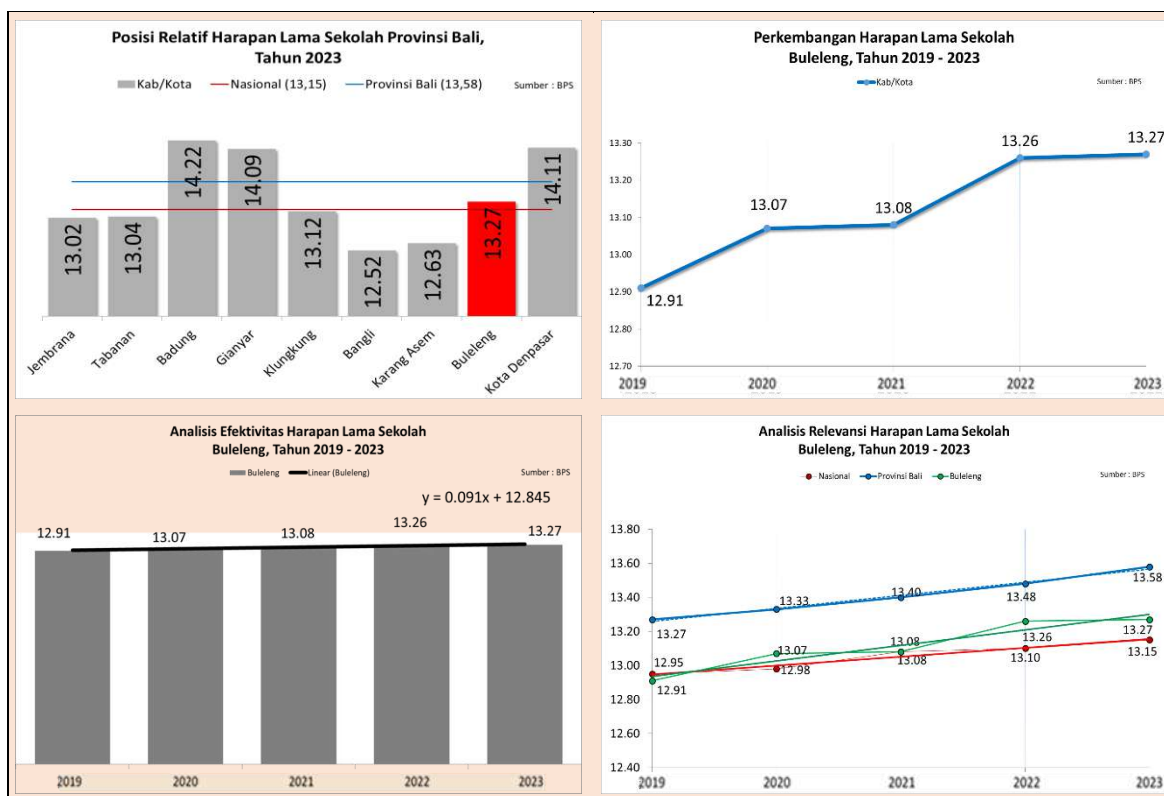 Posisi Relatif Harapan Lama Sekolah Provinsi Bali,
Tahun 2023
Kab/Kota
Nasional (13,15)
Provinsi Bali (13,58)
Sumber : BPS
13.02
13.04
14.22
14.09
13.12
12.52
12.63
13.27
14.11
Jembrana
Tabanan
Badung
Gianyar
Klungkung
Bangli
Karang Asem
Buleleng
Kota Denpasar
Perkembangan Harapan Lama Sekolah
Buleleng, Tahun 2019 - 2023
Kab/Kota
Sumber : BPS
13.30
13.20
13.10
13.00
12.90
12.80
12.70
12.91
13.07
13.08
13.26
13.27
2019
2020
2021
2022
2023
Analisis Efektivitas Harapan Lama Sekolah
Buleleng, Tahun 2019 - 2023
Buleleng
Linear (Buleleng)
Sumber : BPS
y = 0.091x + 12.845
12.91
13.07
13.08
13.26
13.27
2019
2020
2021
2022
2023
Analisis Relevansi Harapan Lama Sekolah
Buleleng, Tahun 2019 - 2023
Nasional
Provinsi Bali
Buleleng
Sumber : BPS
13.80
13.60
13.40
13.20
13.00
12.80
12.60
12.40
13.27
13.33
13.40
13.48
13.58
12.95
13.07
13.08
13.26
13.27
12.91
12.98
13.08
13.10
13.15
2019
2020
2021
2022
2023